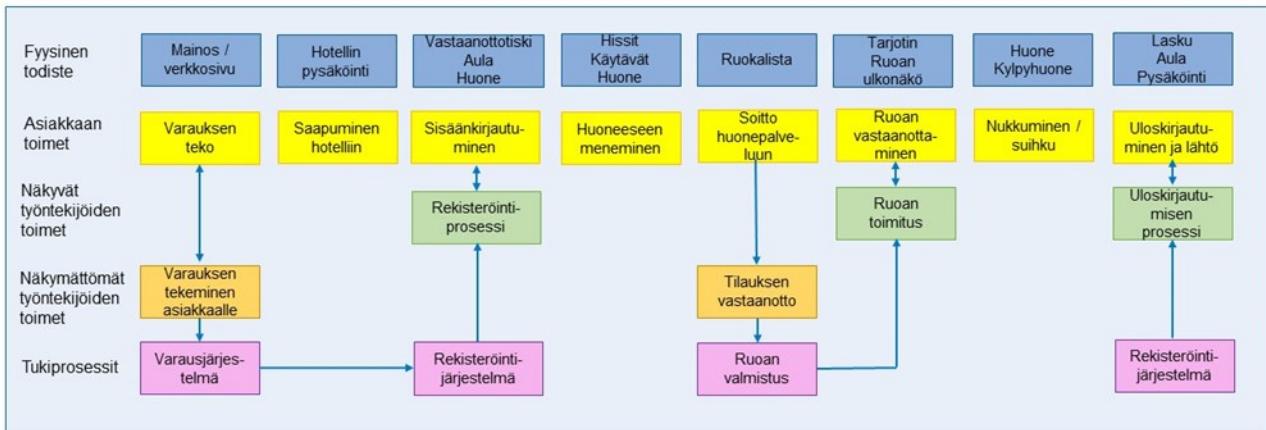 Fyysinen
todiste
Mainos /
verkkosivu
Hotellin
pysäköinti
Vastaanottotiski
Aula
Huone
Hissit
Käytävät
Huone
Ruokalista
Tarjotin
Ruoan
ulkonäkö
Huone
Kylpyhuone
Lasku
Aula
Pysäköinti
Asiakkaan
toimet
Varauksen
teko
Saapuminen
hotelliin
Sisäänkirjautu-
minen
Huoneeseen
meneminen
Soitto
huonepalve-
luun
Ruoan
vastaanotta-
minen
Nukkuminen /
suihku
Uloskirjautu-
minen ja lähtö
Näkyvät
työntekijöiden
toimet
Rekisteröinti-
prosessi
Ruoan
toimitus
Uloskirjautu-
misen
prosessi
Näkymättömät
työntekijöiden
toimet
Varauksen
tekeminen
asiakkaalle
Tilauksen
vastaanotto
Tukiprosessit
Varausjärjes-
telmä
Rekisteröinti-
järjestelmä
Ruoan
valmistus
Rekisteröinti-
järjestelmä